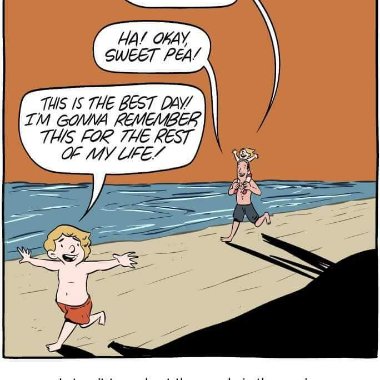 HA! OKAY,
SWEET PEA!
THIS IS THE BEST DAY!!
I'M GONNA REMEMBER
THIS FOR THE REST
OF MY LIFE!